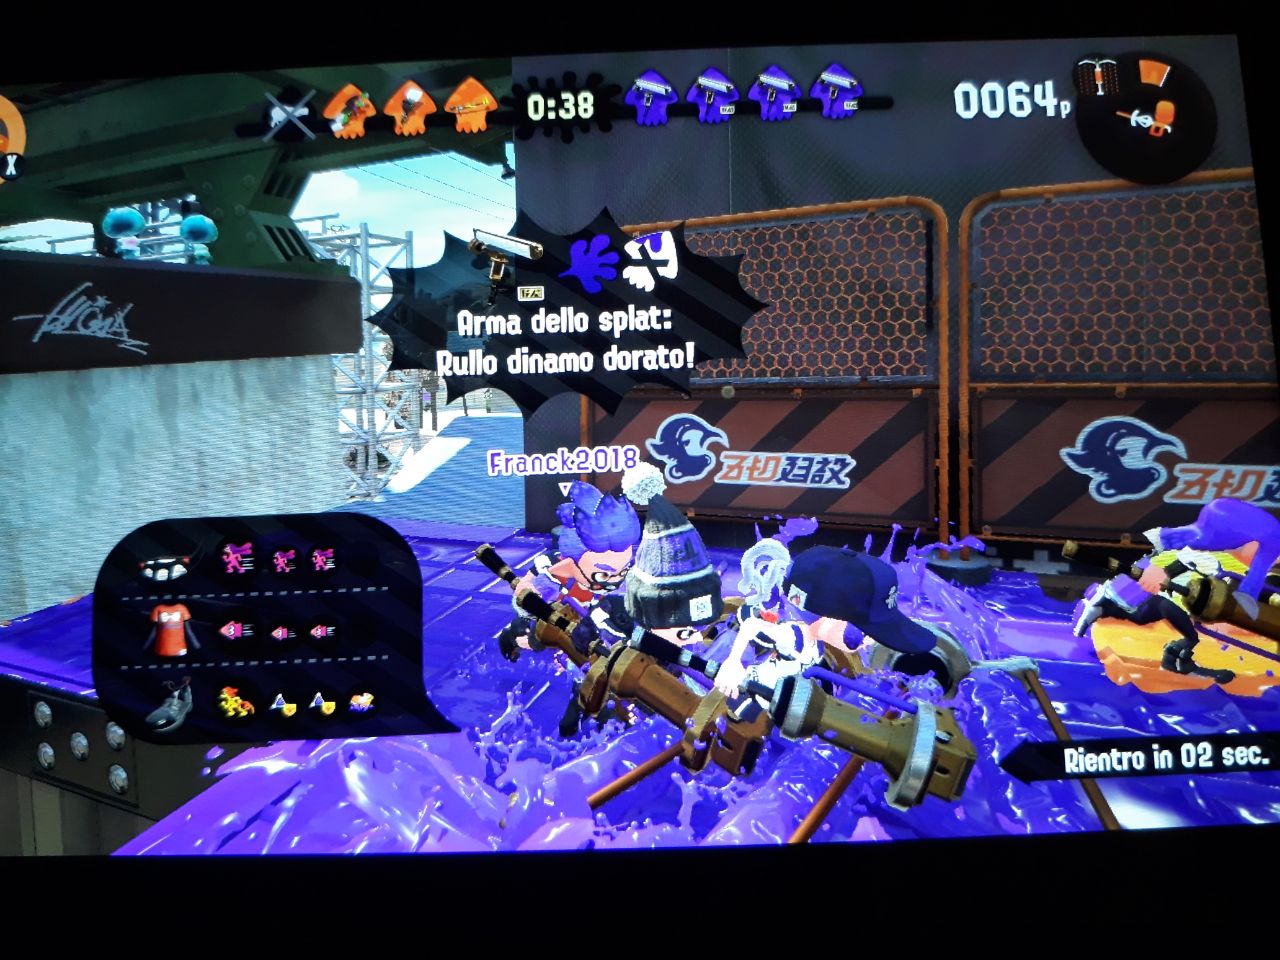 0:38
0064p
X
Arma dello splat:
Rullo dinamo dorato!
Franck2018
Rientro in 02 sec.